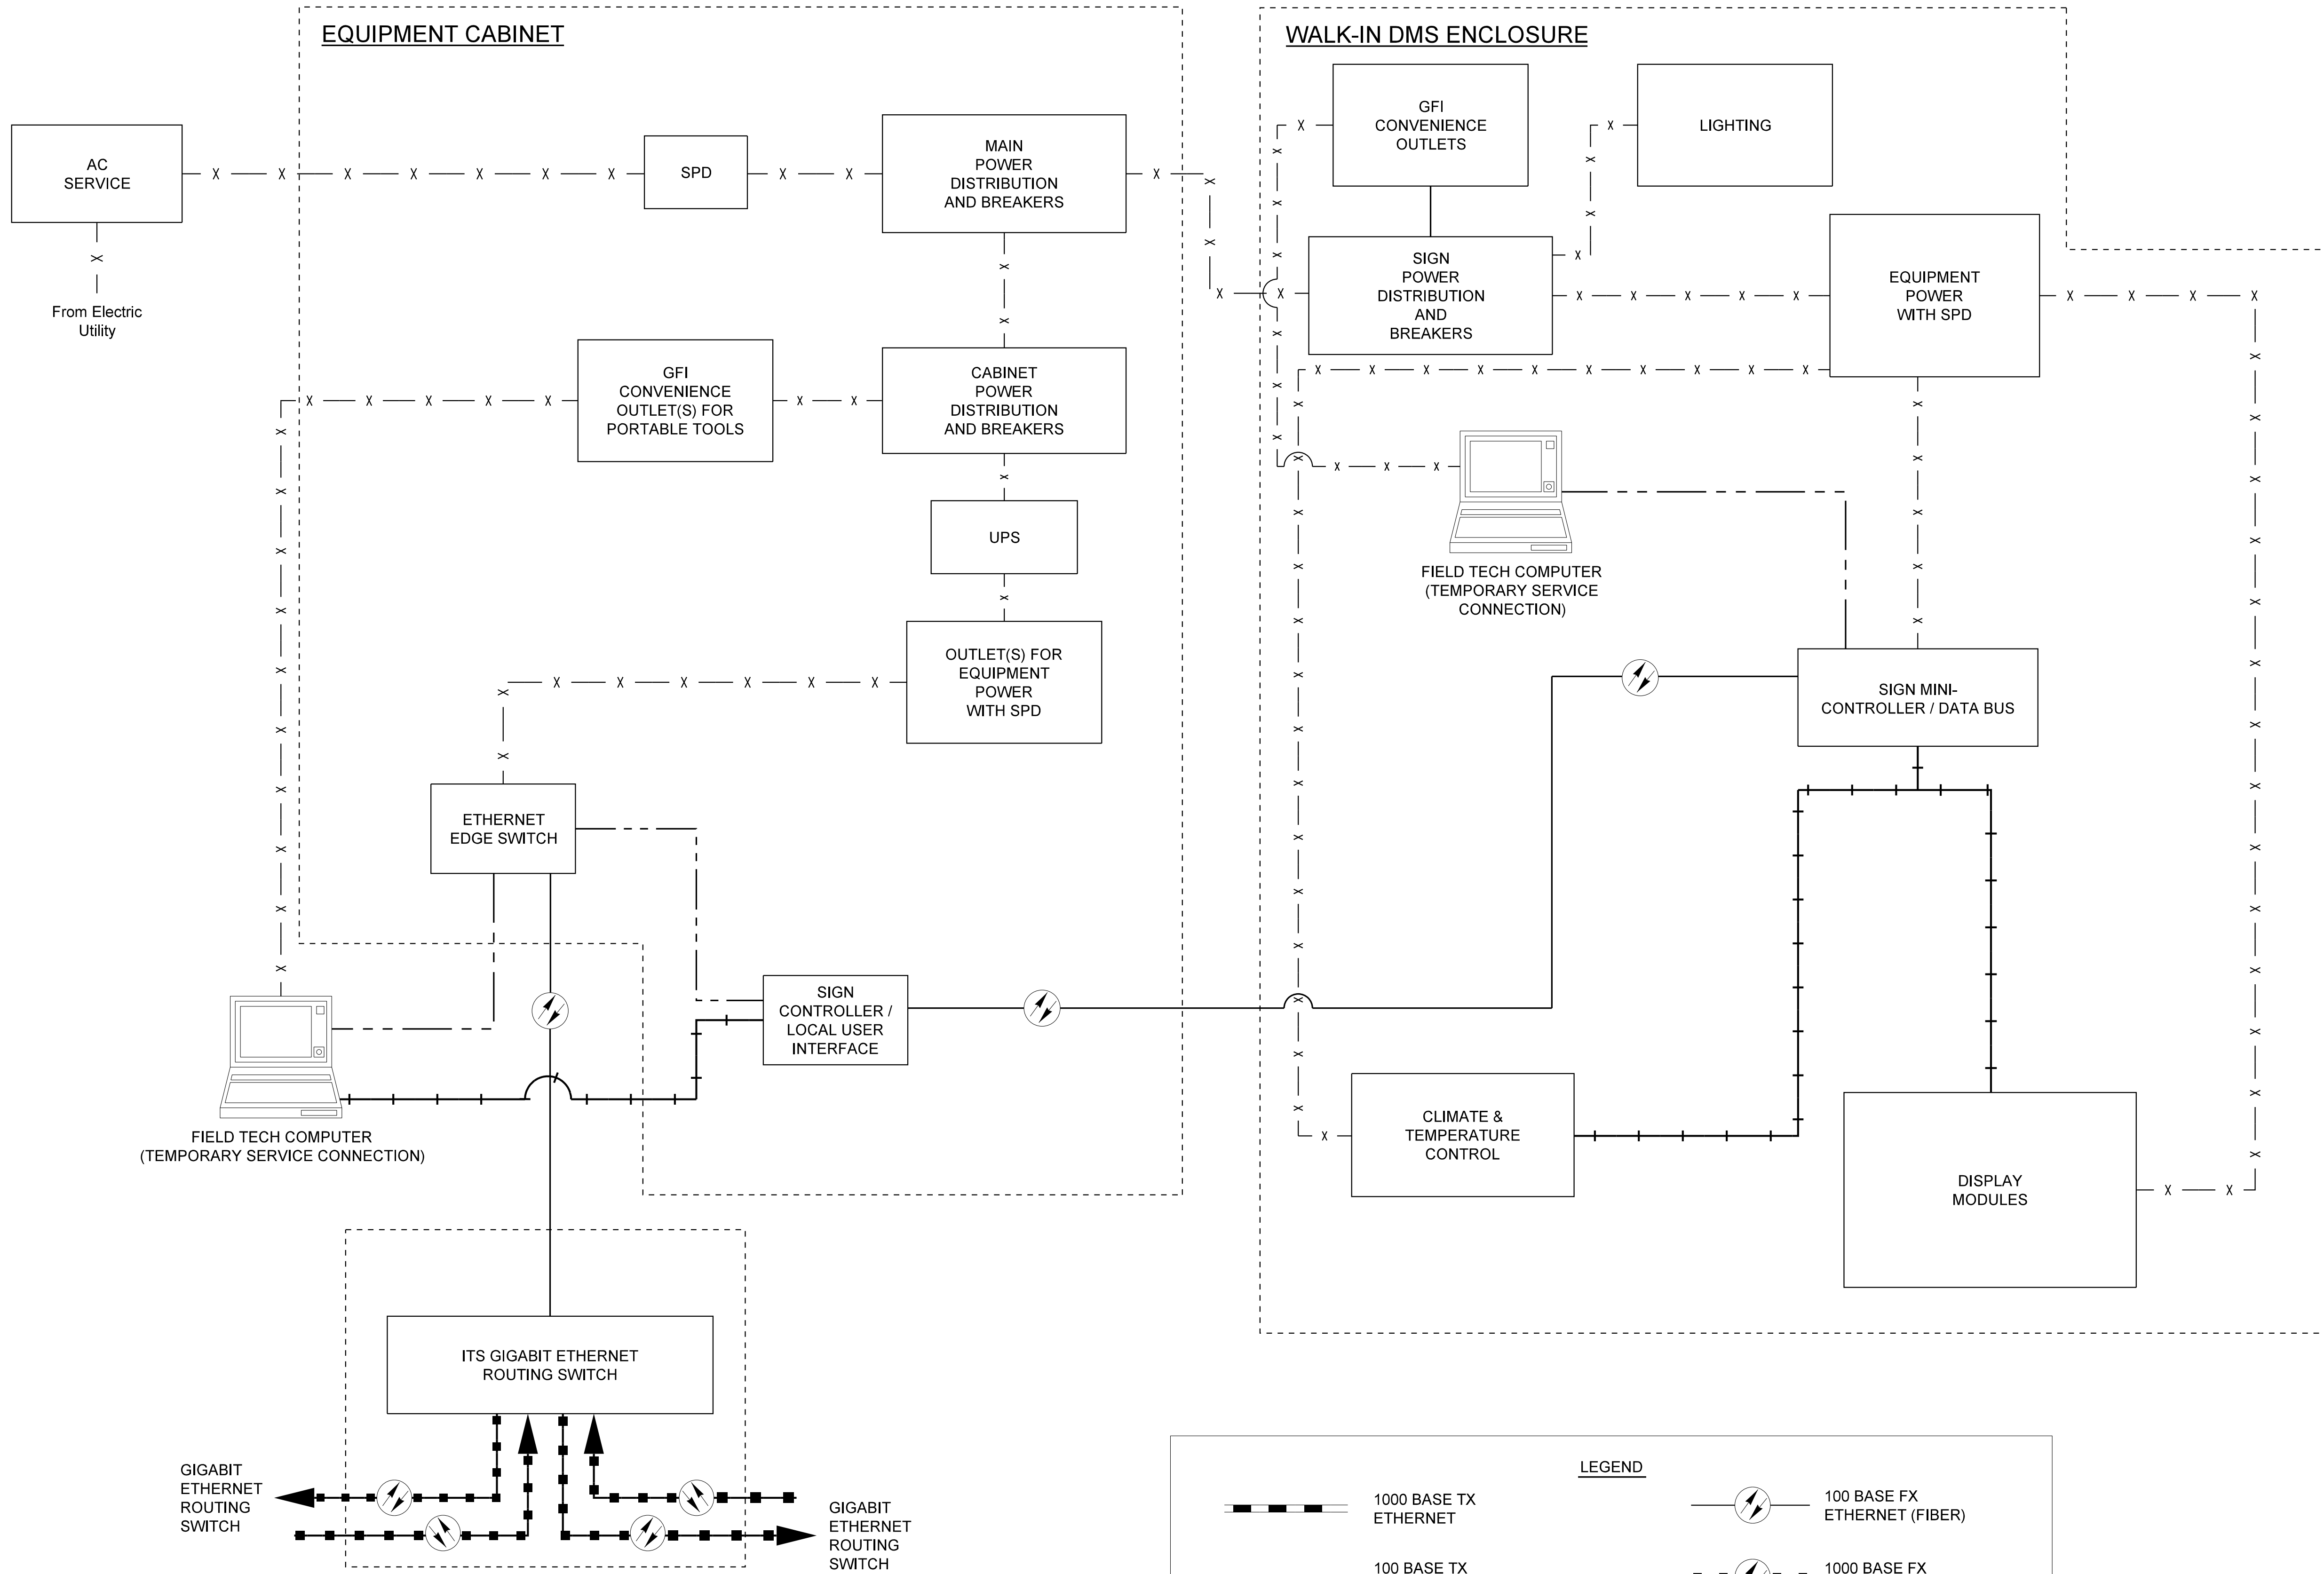 EQUIPMENT CABINET
WALK-IN DMS ENCLOSURE
AC
SERVICE
From Electric
Utility
SPD
MAIN
POWER
DISTRIBUTION
AND BREAKERS
GFI
CONVENIENCE
OUTLETS
LIGHTING
SIGN
POWER
DISTRIBUTION
AND
BREAKERS
EQUIPMENT
POWER
WITH SPD
GFI
CONVENIENCE
OUTLET(S) FOR
PORTABLE TOOLS
CABINET
POWER
DISTRIBUTION
AND BREAKERS
UPS
FIELD TECH COMPUTER
(TEMPORARY SERVICE
CONNECTION)
OUTLET(S) FOR
EQUIPMENT
POWER
WITH SPD
SIGN MINI-
CONTROLLER / DATA BUS
ETHERNET
EDGE SWITCH
SIGN
CONTROLLER /
LOCAL USER
INTERFACE
FIELD TECH COMPUTER
(TEMPORARY SERVICE CONNECTION)
CLIMATE &
TEMPERATURE
CONTROL
DISPLAY
MODULES
ITS GIGABIT ETHERNET
ROUTING SWITCH
GIGABIT
ETHERNET
ROUTING
SWITCH
GIGABIT
ETHERNET
ROUTING
SWITCH
LEGEND
1000 BASE TX
ETHERNET
100 BASE FX
ETHERNET (FIBER)
100 BASE TX
1000 BASE FX